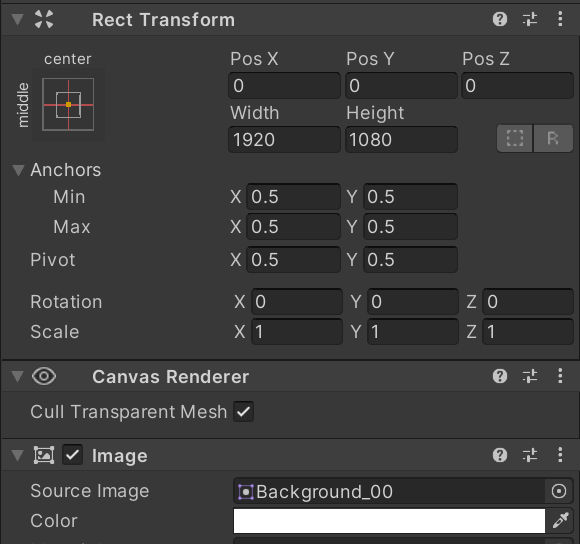 Rect Transform
center
middle
Pos X Pos Y Pos Z
0 0 0
Width Height
1920 1080
R
Anchors
Min X 0.5 Y 0.5
Max X 0.5 Y 0.5
Pivot X 0.5 Y 0.5
Rotation X 0 Y 0 Z 0
Scale X 1 Y 1 Z 1
Canvas Renderer
Cull Transparent Mesh
Image
Source Image Background_00
Color